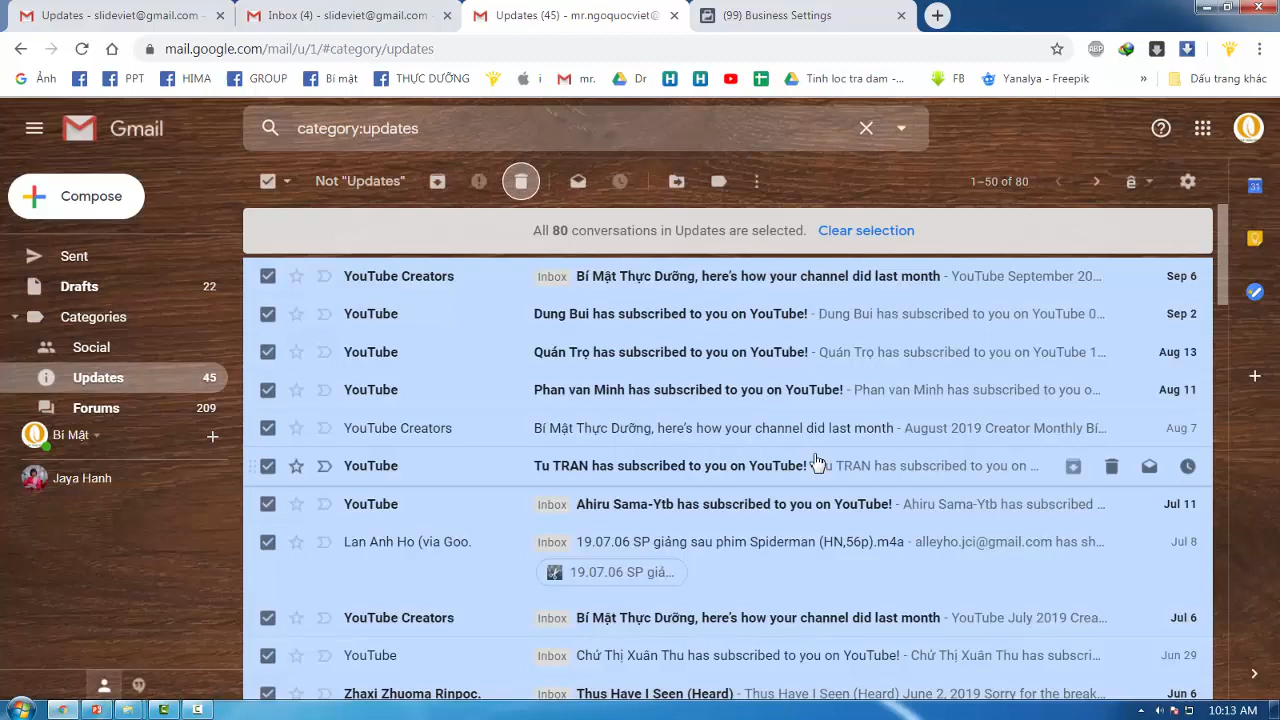 Updates (4) - slideviet@gmail.com
Inbox (4) - slideviet@gmail.com
Updates (45) - mr.ngoquocviet@
(99) Business Settings
mail.google.com/mail/u/1/#category/updates
ABP
Ảnh
PPT
HIMA
GROUP
Bí mật
THỰC DƯỠNG
i
mr.
Dr
H
H
Tinh loc tra dam -...
FB
Yanalya - Freepik
»
Dấu trang khác
Gmail
category:updates
Compose
Not "Updates"
1–50 of 80
31
All 80 conversations in Updates are selected. Clear selection
Sent
Drafts 22
Categories
Social
Updates 45
Forums 209
Bí Mật
Jaya Hanh
YouTube Creators Inbox Bí Mật Thực Dưỡng, here's how your channel did last month - YouTube September 20... Sep 6
YouTube Dung Bui has subscribed to you on YouTube! - Dung Bui has subscribed to you on YouTube 0... Sep 2
YouTube Quán Trọ has subscribed to you on YouTube! - Quán Trọ has subscribed to you on YouTube 1... Aug 13
YouTube Phan van Minh has subscribed to you on YouTube! - Phan van Minh has subscribed to you o... Aug 11
YouTube Creators Bí Mật Thực Dưỡng, here's how your channel did last month - August 2019 Creator Monthly Bí... Aug 7
YouTube Tu TRAN has subscribed to you on YouTube! TRAN has subscribed to you on ...
YouTube Inbox Ahiru Sama-Ytb has subscribed to you on YouTube! - Ahiru Sama-Ytb has subscribed ... Jul 11
Lan Anh Ho (via Goo. Inbox 19.07.06 SP giảng sau phim Spiderman (HN,56p).m4a - alleyho.jci@gmail.com has sh... Jul 8
19.07.06 SP giả...
YouTube Creators Inbox Bí Mật Thực Dưỡng, here's how your channel did last month - YouTube July 2019 Crea... Jul 6
YouTube Inbox Chử Thị Xuân Thu has subscribed to you on YouTube! - Chử Thị Xuân Thu has subscri... Jun 29
Zhaxi Zhuoma Rinpoc. Inbox Thus Have I Seen (Heard) - Thus Have I Seen (Heard) June 2, 2019 Sorry for the break... Jun 6
10:13 AM